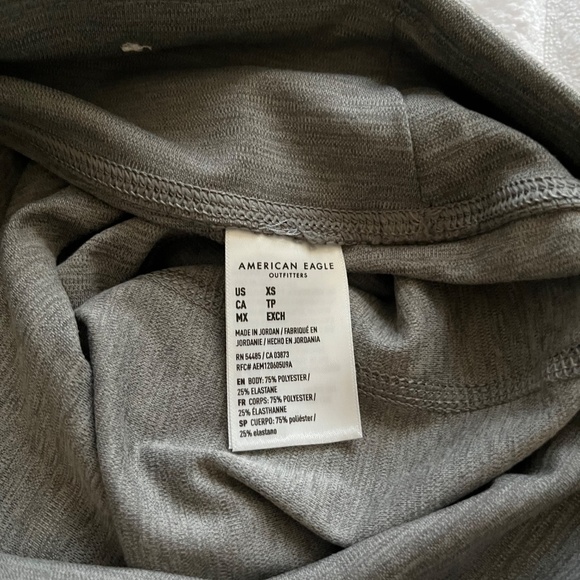 AMERICAN EAGLE
OUTFITTERS
US XS
CA TP
MX EXCH
MADE IN JORDAN / FABRIQUÉ EN
JORDANIE / HECHO EN JORDANIA
RN 54485 / CA 03873
RFC# AEM120605U9A
EN BODY: 75% POLYESTER /
25% ELASTANE
FR CORPS: 75% POLYESTER /
25% ÉLASTHANNE
SP CUERPO: 75% poliéster /
25% elastano